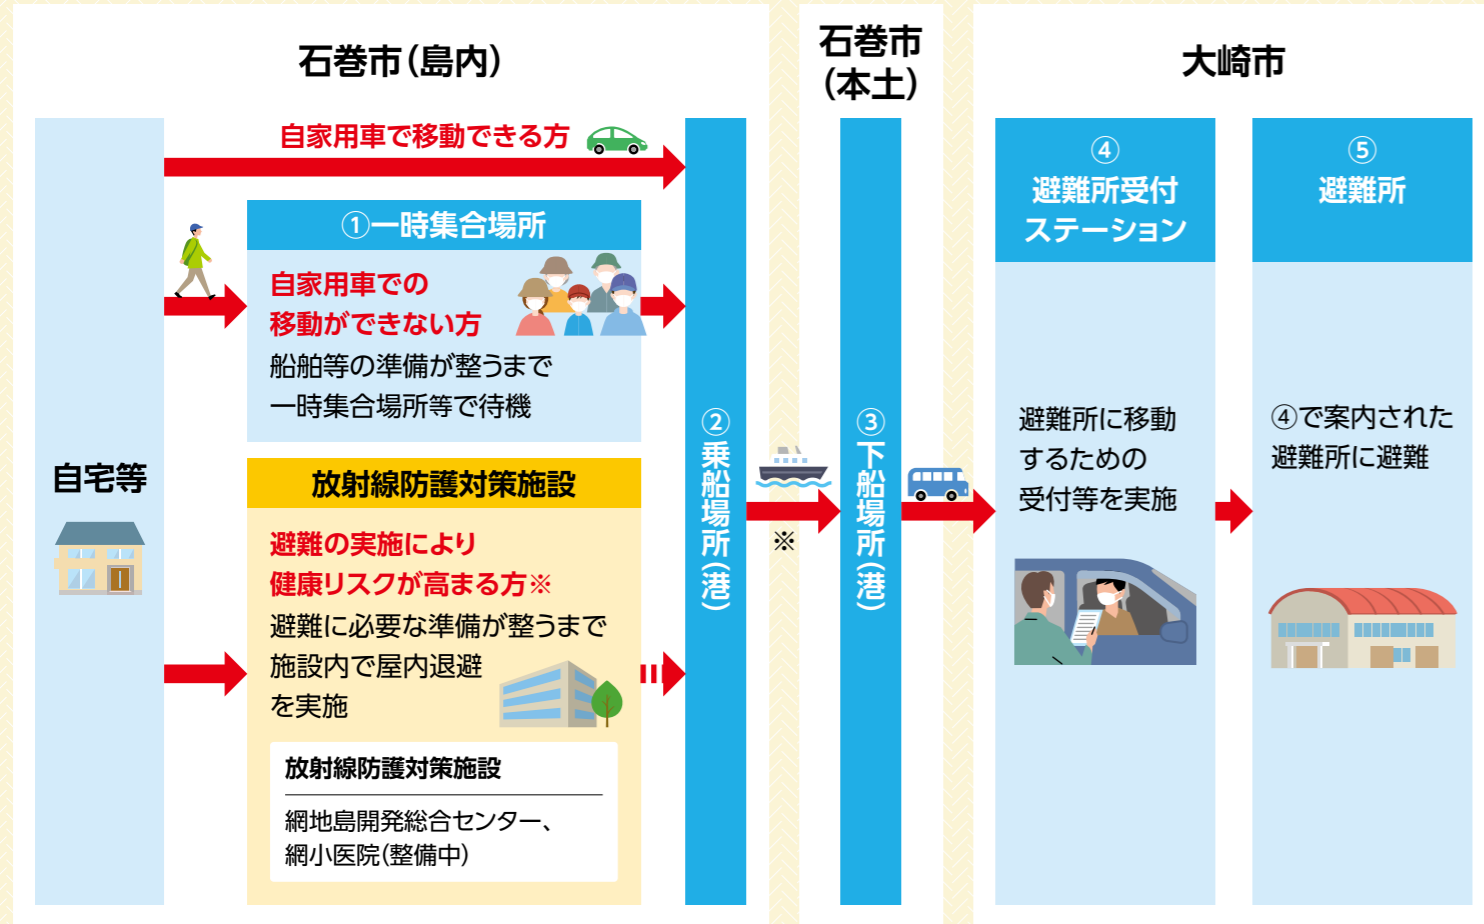 石巻市（島内）
石巻市
（本土）
大崎市
自宅等
自家用車で移動できる方
①一時集合場所
自家用車での
移動ができない方
船舶等の準備が整うまで
一時集合場所等で待機
放射線防護対策施設
避難の実施により
健康リスクが高まる方※
避難に必要な準備が整うまで
施設内で屋内退避
を実施
放射線防護対策施設
網地島開発総合センター、
網小医院(整備中)
②乗船場所（港）
※
③下船場所（港）
④
避難所受付
ステーション
避難所に移動
するための
受付等を実施
⑤
避難所
④で案内された
避難所に避難